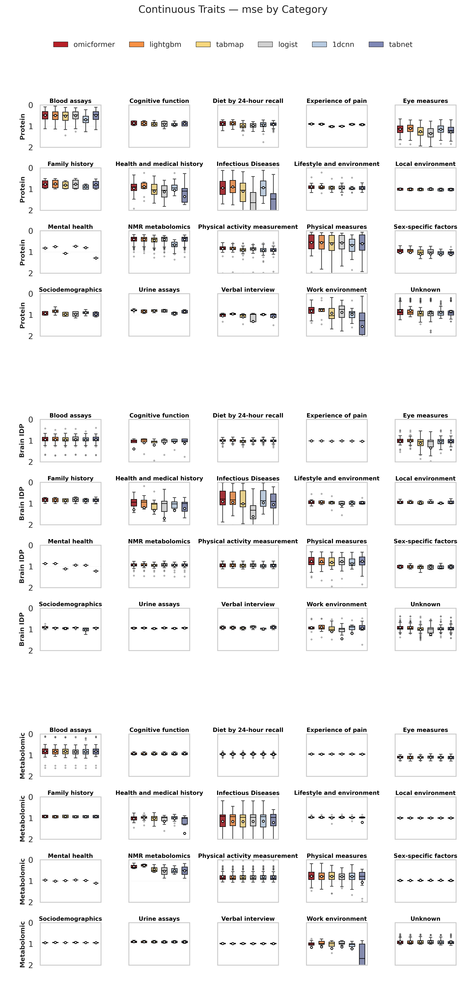 Continuous Traits — mse by Category
omicformer lightgbm tabmap logist 1dcnn tabnet
Blood assays Cognitive function Diet by 24-hour recall Experience of pain Eye measures
0
Protein
1
2
Family history Health and medical history Infectious Diseases Lifestyle and environment Local environment
0
Protein
1
2
Mental health NMR metabolomics Physical activity measurement Physical measures Sex-specific factors
0
Protein
1
2
Sociodemographics Urine assays Verbal interview Work environment Unknown
0
Protein
1
2
Blood assays Cognitive function Diet by 24-hour recall Experience of pain Eye measures
0
Brain IDP
1
2
Family history Health and medical history Infectious Diseases Lifestyle and environment Local environment
0
Brain IDP
1
2
Mental health NMR metabolomics Physical activity measurement Physical measures Sex-specific factors
0
Brain IDP
1
2
Sociodemographics Urine assays Verbal interview Work environment Unknown
0
Brain IDP
1
2
Blood assays Cognitive function Diet by 24-hour recall Experience of pain Eye measures
0
Metabolomic
1
2
Family history Health and medical history Infectious Diseases Lifestyle and environment Local environment
0
Metabolomic
1
2
Mental health NMR metabolomics Physical activity measurement Physical measures Sex-specific factors
0
Metabolomic
1
2
Sociodemographics Urine assays Verbal interview Work environment Unknown
0
Metabolomic
1
2